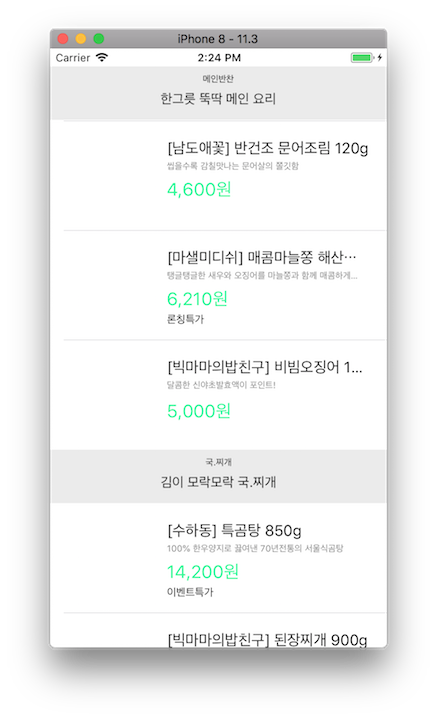 iPhone 8 - 11.3
Carrier 2:24 PM
메인반찬
한그릇 뚝딱 메인 요리
[남도애꽃] 반건조 문어조림 120g
씹을수록 감칠맛나는 문어살의 쫄깃함
4,600원
[마샐미디쉬] 매콤마늘쫑 해산…
탱글탱글한 새우와 오징어를 마늘쫑과 함께 매콤하게...
6,210원
론칭특가
[빅마마의밥친구] 비빔오징어 1...
달콤한 신야초발효액이 포인트!
5,000원
국.찌개
김이 모락모락 국.찌개
[수하동] 특곰탕 850g
100% 한우양지로 끓여낸 70년전통의 서울식곰탕
14,200원
이벤트특가
[빅마마의밥친구] 된장찌개 900g